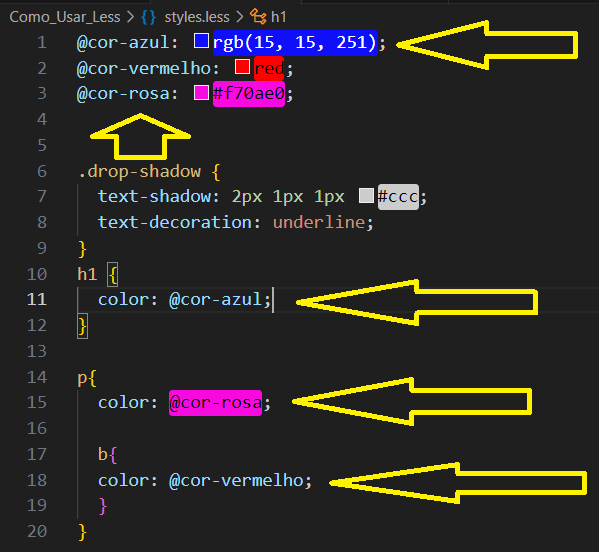 Como_Usar_Less > {} styles.less > h1
1 @cor-azul: rgb(15, 15, 251);
2 @cor-vermelho: red;
3 @cor-rosa: #f70ae0;
4
5
6 .drop-shadow {
7 text-shadow: 2px 1px 1px #ccc;
8 text-decoration: underline;
9 }
10 h1 {
11 color: @cor-azul;
12 }
13
14 p{
15 color: @cor-rosa;
16
17 b{
18 color: @cor-vermelho;
19 }
20 }